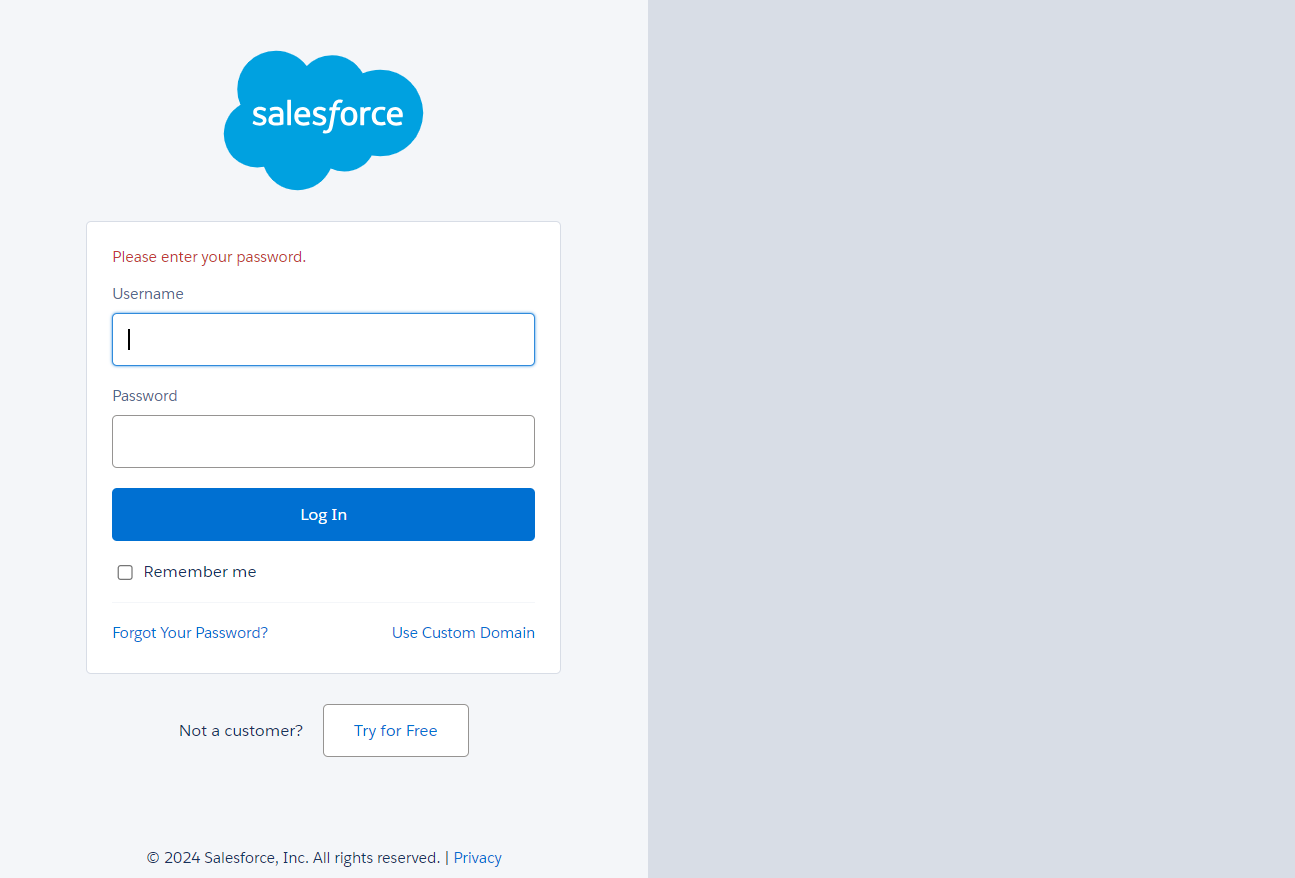 salesforce
Please enter your password.
Username
Password
Log In
Remember me
Forgot Your Password? Use Custom Domain
Not a customer? Try for Free
© 2024 Salesforce, Inc. All rights reserved. | Privacy